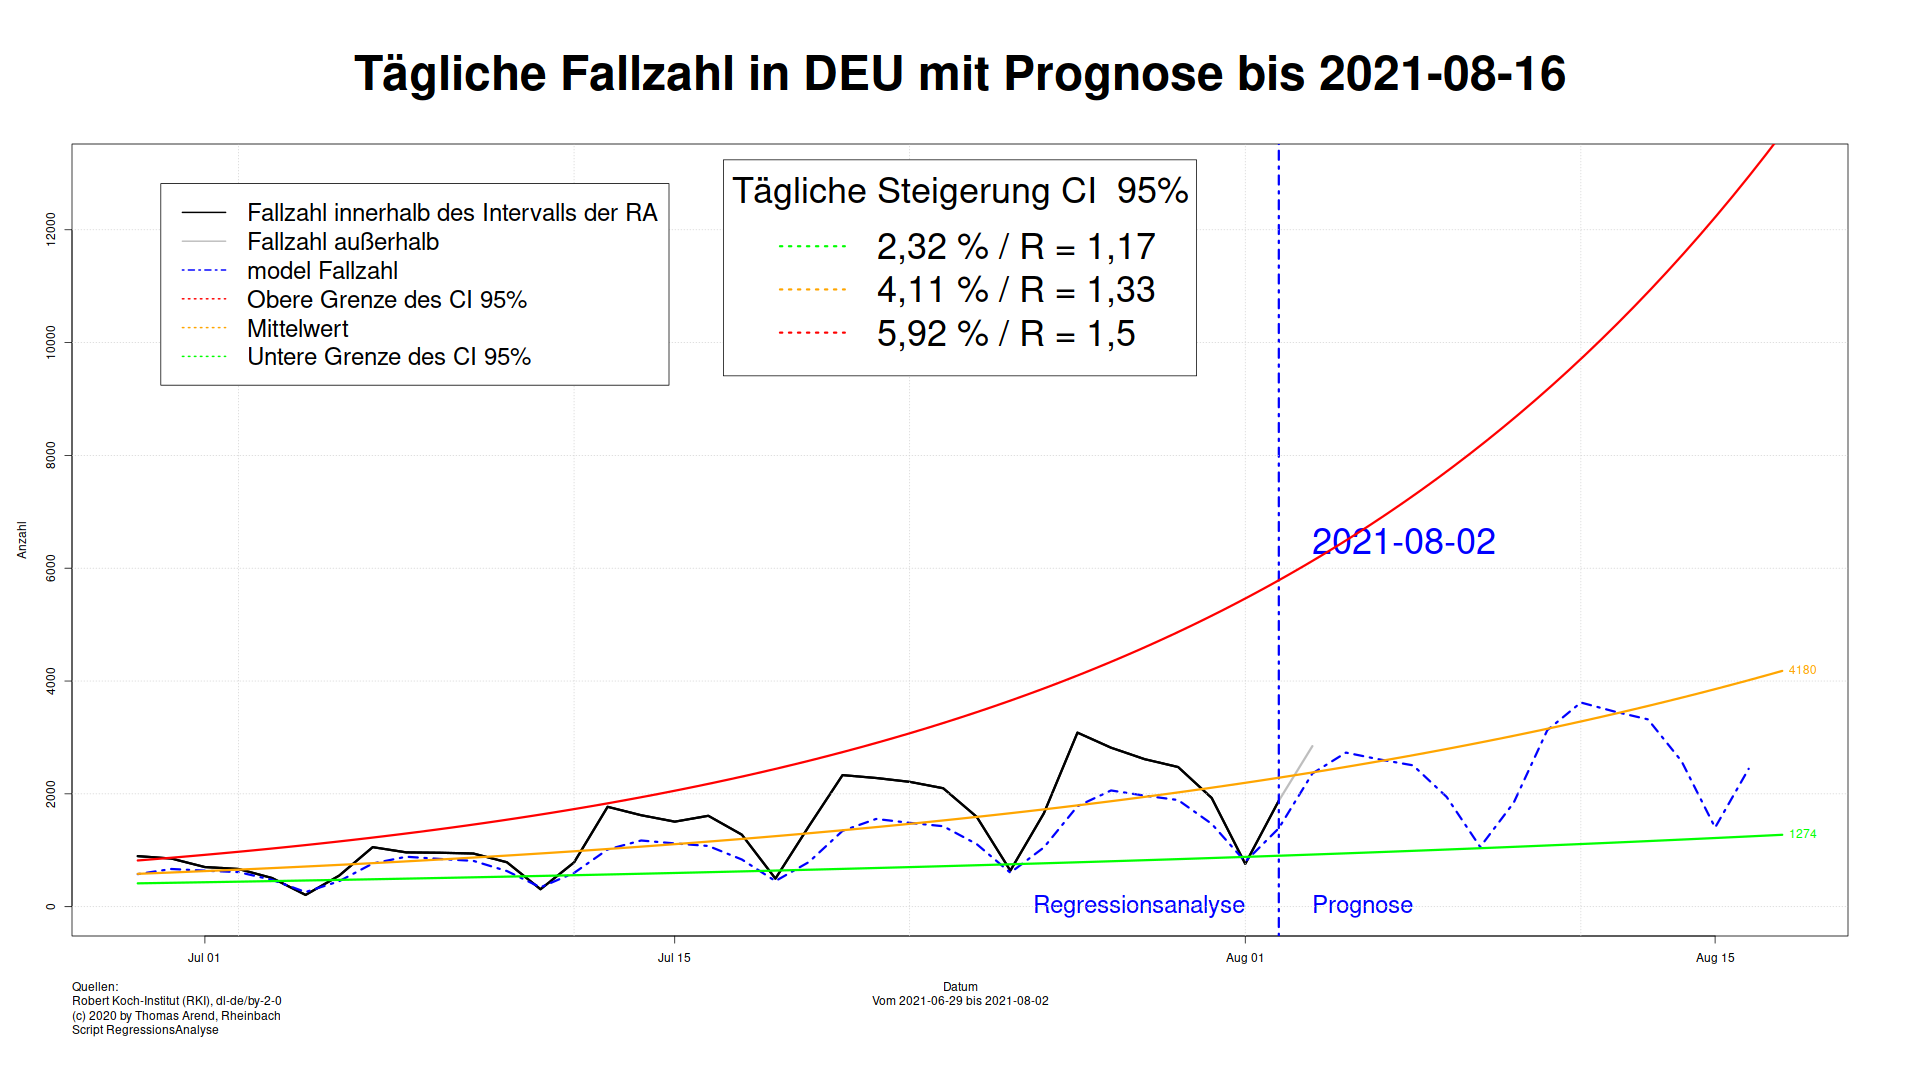 Tägliche Fallzahl in DEU mit Prognose bis 2021-08-16
Fallzahl innerhalb des Intervalls der RA
Fallzahl außerhalb
model Fallzahl
Obere Grenze des CI 95%
Mittelwert
Untere Grenze des CI 95%
Tägliche Steigerung CI  95%
2,32 % / R = 1,17
4,11 % / R = 1,33
5,92 % / R = 1,5
12000
10000
8000
6000
4000
2000
0
Anzahl
2021-08-02
4180
1274
Regressionsanalyse
Prognose
Jul 01
Jul 15
Aug 01
Aug 15
Quellen:
Robert Koch-Institut (RKI), dl-de/by-2-0
(c) 2020 by Thomas Arend, Rheinbach
Script RegressionsAnalyse
Datum
Vom 2021-06-29 bis 2021-08-02